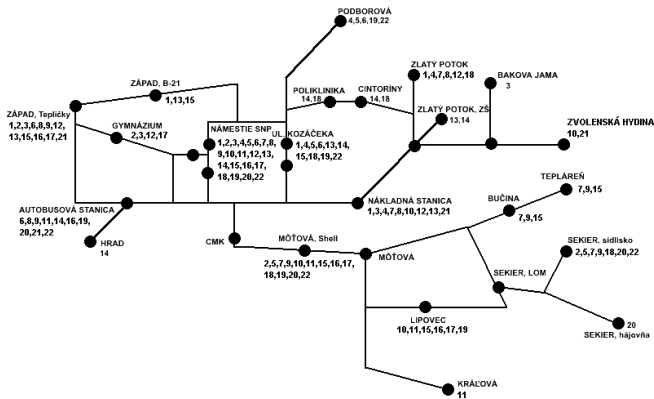 PODBOROVÁ
4,5,6,19,22
ZÁPAD, B-21
1,13,15
POLIKLINIKA
14,18
CINTORÍNY
14,18
ZLATÝ POTOK
1,4,7,8,12,18
BAKOVA JAMA
3
ZÁPAD, Tepličky
1,2,3,6,8,9,12,
13,15,16,17,21
GYMNÁZIUM
2,3,12,17
NÁMESTIE SNP
1,2,3,4,5,6,7,8,
9,10,11,12,13,
14,15,16,17,
18,19,20,22
UL. KOZÁČEKA
1,4,5,6,13,14,
15,18,19,22
ZLATÝ POTOK, ZŠ
13,14
ZVOLENSKÁ HYDINA
10,21
AUTOBUSOVÁ STANICA
6,8,9,11,14,16,19,
20,21,22
HRAD
14
NÁKLADNÁ STANICA
1,3,4,7,8,10,12,13,21
TEPLÁREŇ
7,9,15
BUČINA
7,9,15
CMK
MÔŤOVÁ, Shell
2,5,7,9,10,11,15,16,17,
18,19,20,22
MÔŤOVÁ
SEKIER, sídlisko
2,5,7,9,18,20,22
SEKIER, LOM
LIPOVEC
10,11,15,16,17,19
20
SEKIER, hájovňa
KRÁĽOVÁ
11